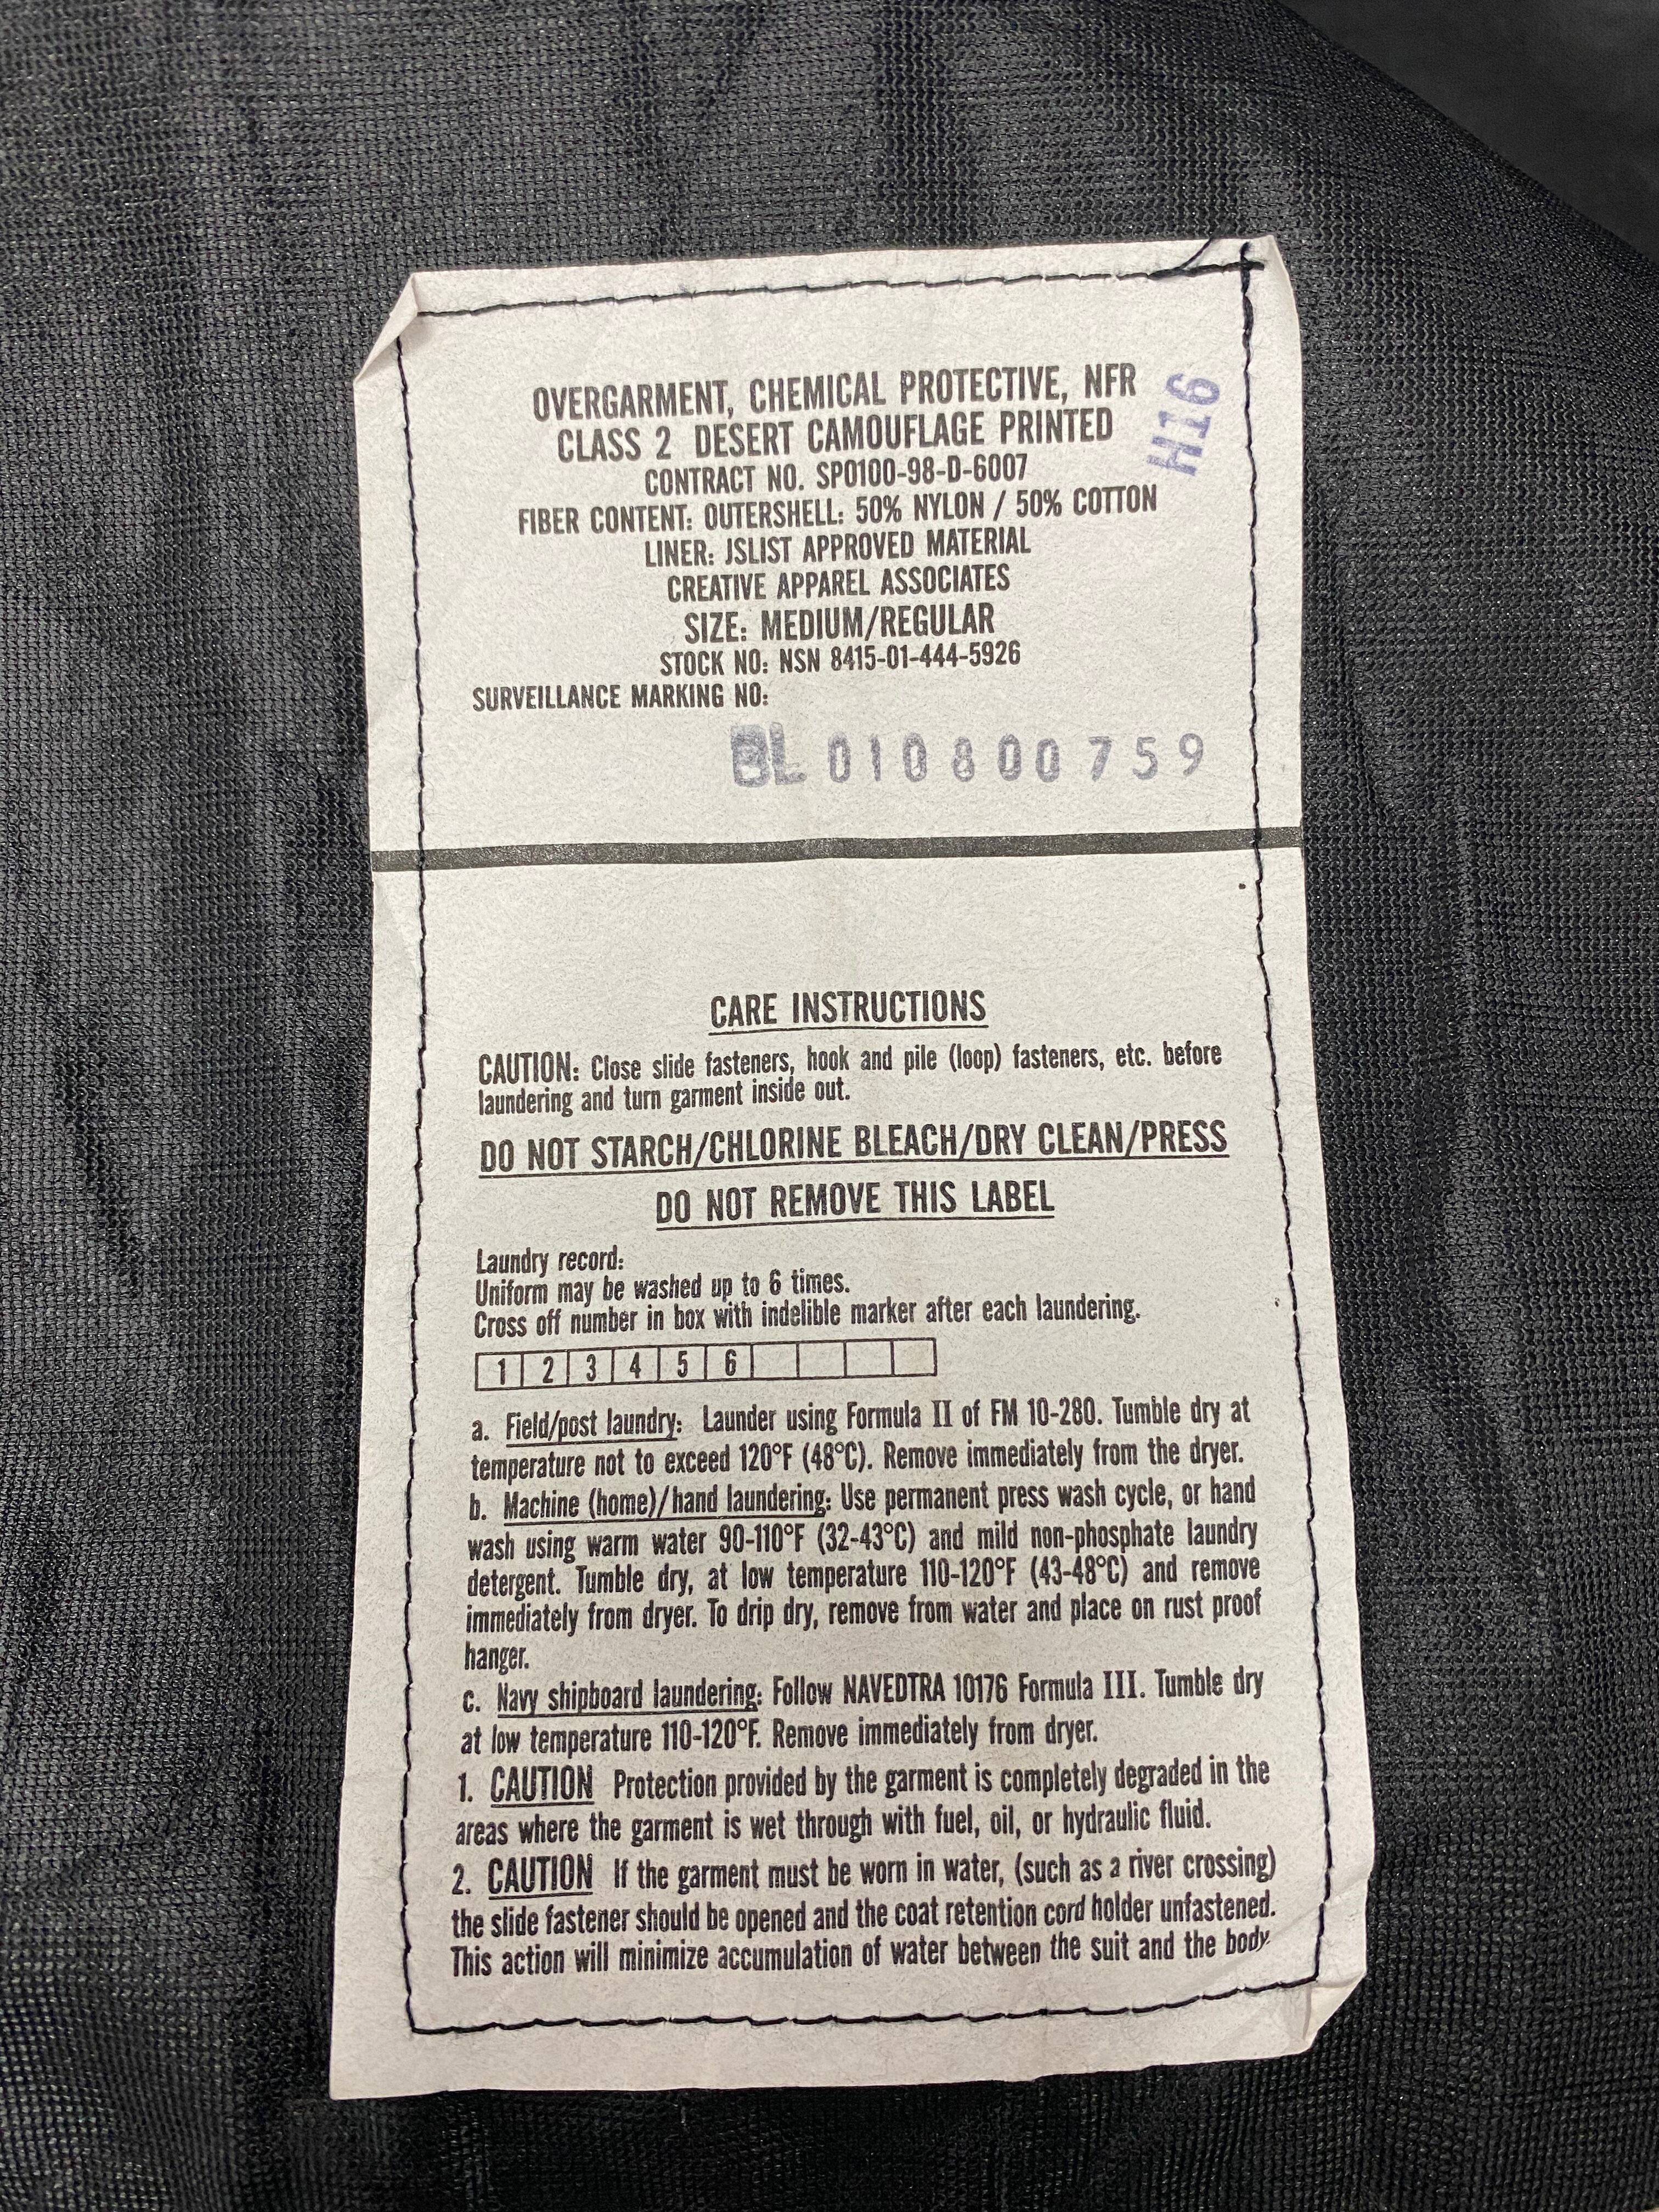 OVERGARMENT, CHEMICAL PROTECTIVE, NFR
CLASS 2 DESERT CAMOUFLAGE PRINTED
H16
CONTRACT NO. SPO100-98-D-6007
FIBER CONTENT: OUTERSHELL: 50% NYLON / 50% COTTON
LINER: JSLIST APPROVED MATERIAL
CREATIVE APPAREL ASSOCIATES
SIZE: MEDIUM/REGULAR
STOCK NO: NSN 8415-01-444-5926
SURVEILLANCE MARKING NO:
BL 010800759
CARE INSTRUCTIONS
CAUTION: Close slide fasteners, hook and pile (loop) fasteners, etc. before
laundering and turn garment inside out.
DO NOT STARCH/CHLORINE BLEACH/DRY CLEAN/PRESS
DO NOT REMOVE THIS LABEL
Laundry record:
Uniform may be washed up to 6 times.
Cross off number in box with indelible marker after each laundering.
1 2 3 4 5 6
a. Field/post laundry: Launder using Formula II of FM 10-280. Tumble dry at
temperature not to exceed 120°F (48°C). Remove immediately from the dryer.
b. Machine (home)/hand laundering: Use permanent press wash cycle, or hand
wash using warm water 90-110°F (32-43°C) and mild non-phosphate laundry
detergent. Tumble dry, at low temperature 110-120°F (43-48°C) and remove
immediately from dryer. To drip dry, remove from water and place on rust proof
hanger.
c. Navy shipboard laundering: Follow NAVEDTRA 10176 Formula III. Tumble dry
at low temperature 110-120°F. Remove immediately from dryer.
1. CAUTION Protection provided by the garment is completely degraded in the
areas where the garment is wet through with fuel, oil, or hydraulic fluid.
2. CAUTION If the garment must be worn in water, (such as a river crossing)
the slide fastener should be opened and the coat retention cord holder unfastened.
This action will minimize accumulation of water between the suit and the body.